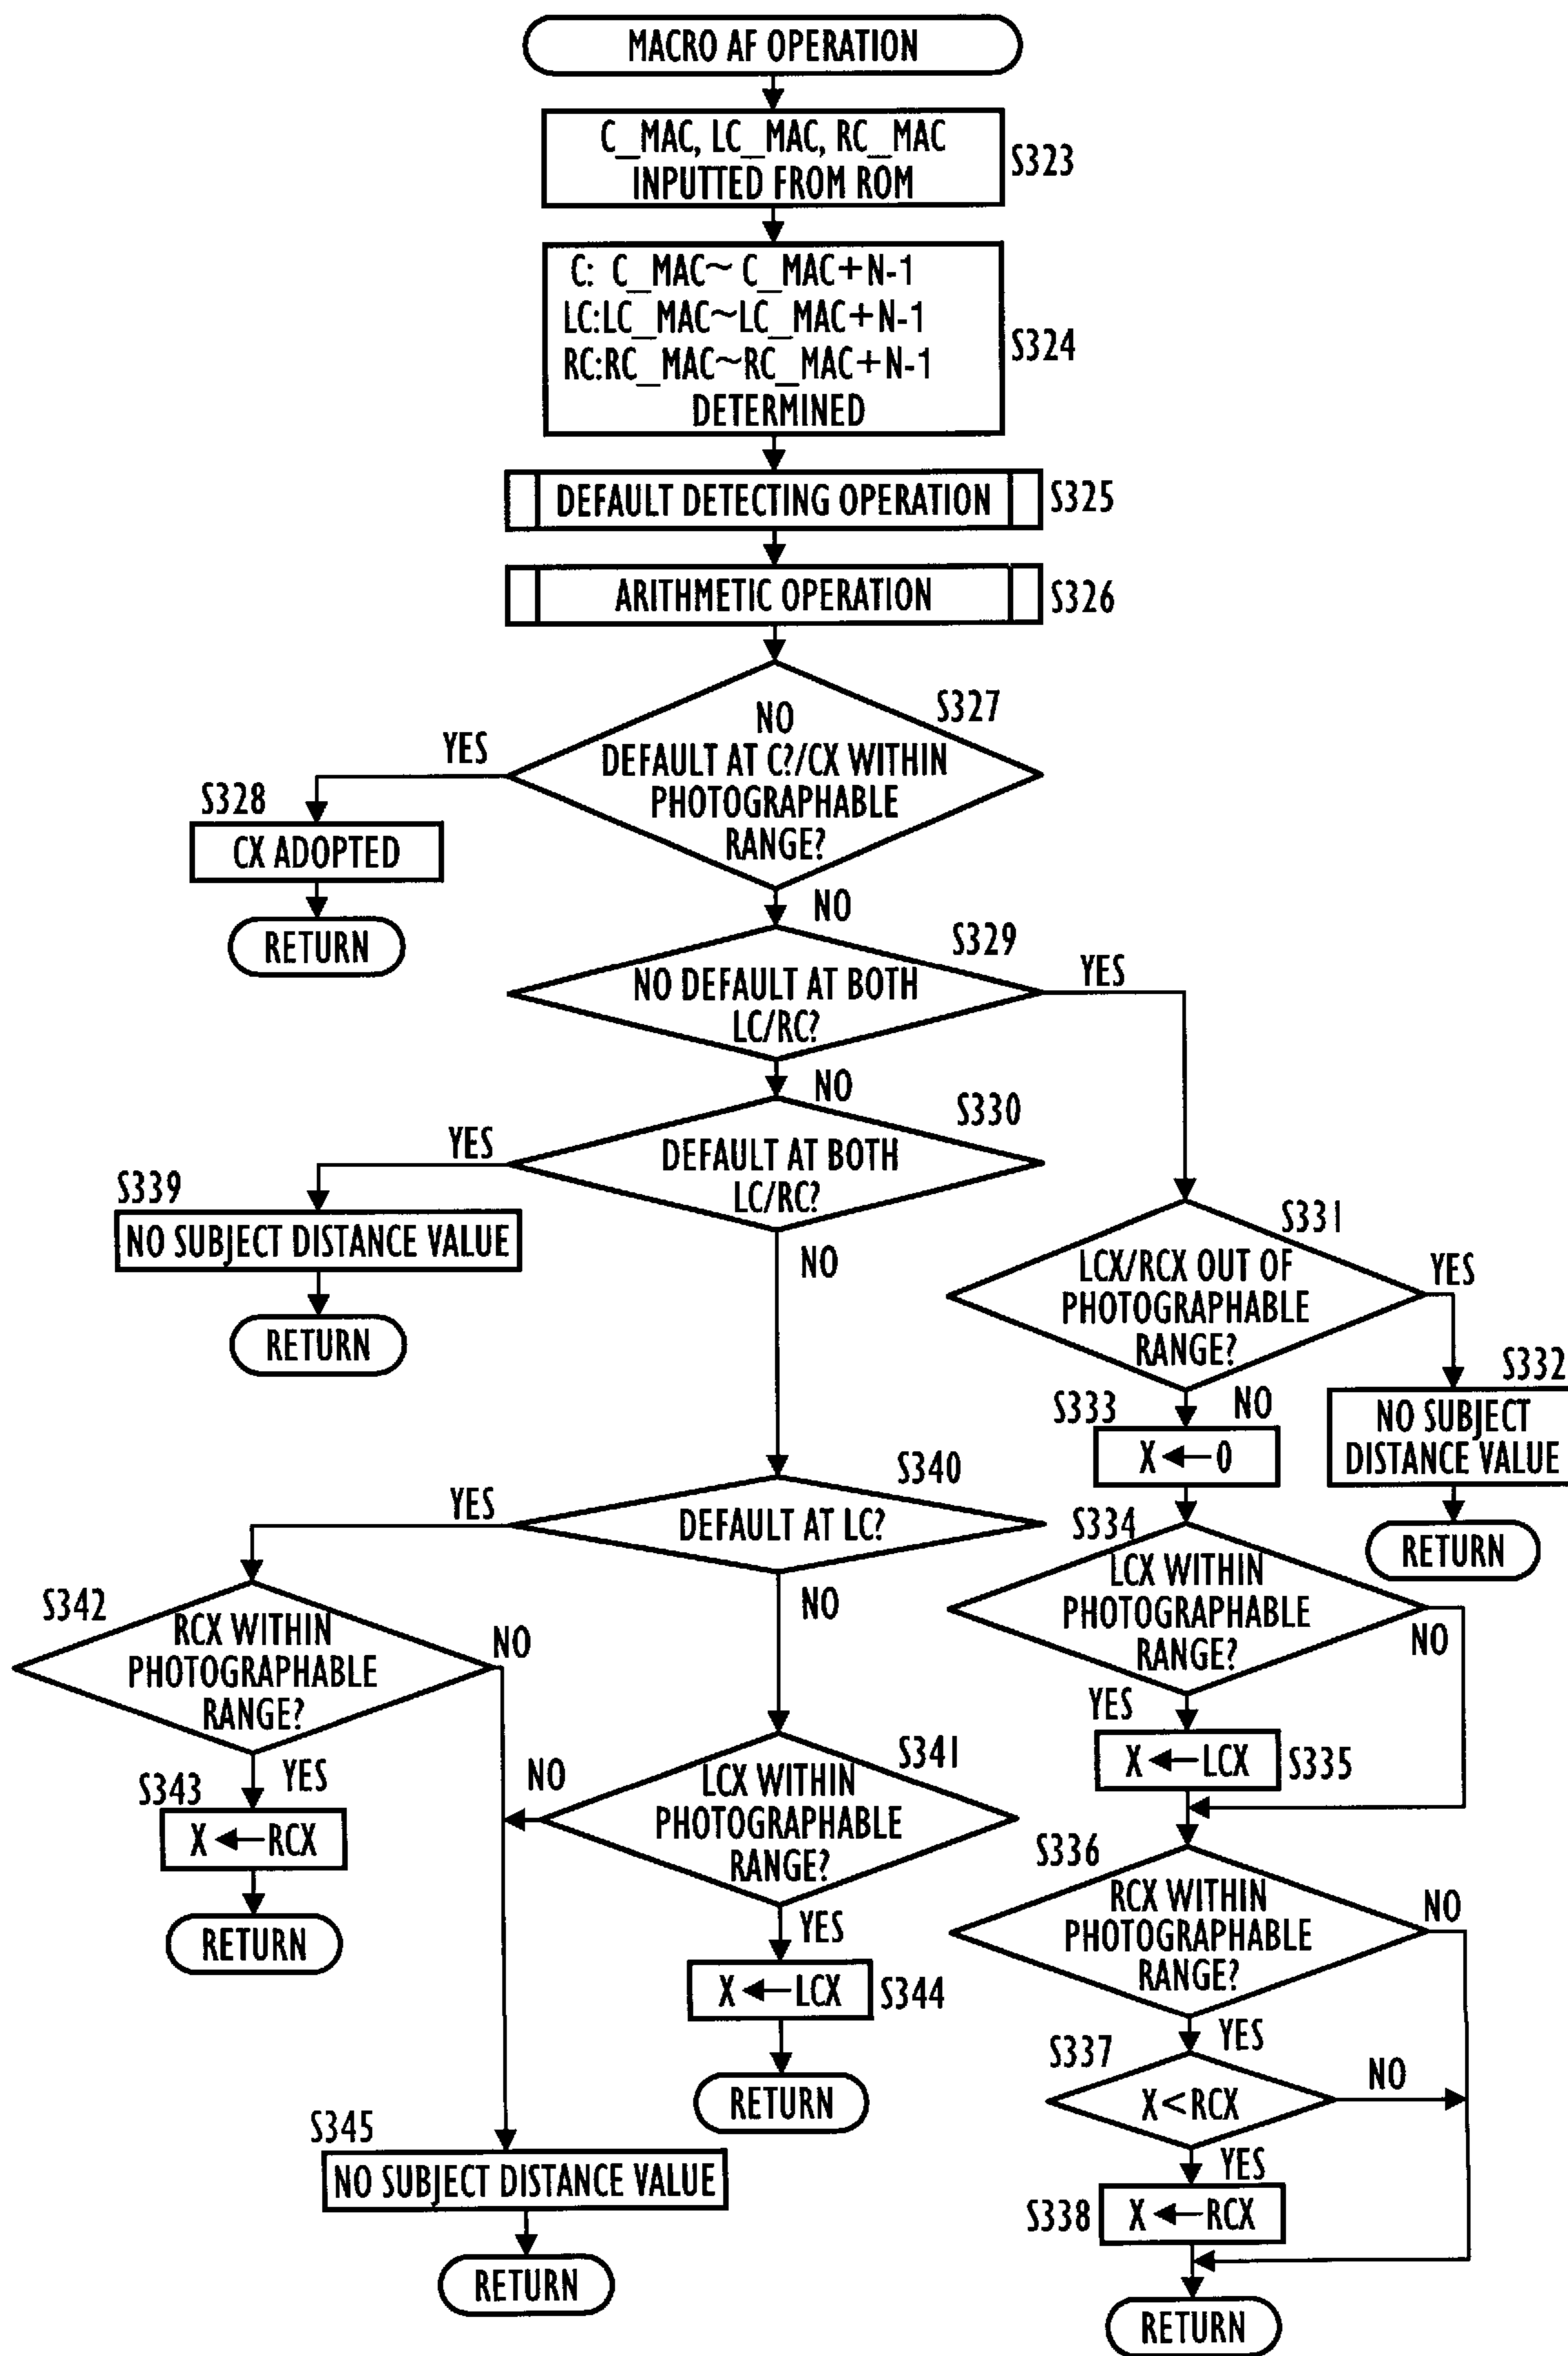 MACRO AF OPERATION
C_MAC, LC_MAC, RC_MAC
INPUTTED FROM ROM
S323
C: C_MAC~ C_MAC+N-1
LC:LC_MAC~LC_MAC+N-1
RC:RC_MAC~RC_MAC+N-1
DETERMINED
S324
DEFAULT DETECTING OPERATION
S325
ARITHMETIC OPERATION
S326
S327
NO
DEFAULT AT C?/CX WITHIN
PHOTOGRAPHABLE
RANGE?
YES
S328
CX ADOPTED
RETURN
NO
S329
NO DEFAULT AT BOTH
LC/RC?
YES
NO
S330
DEFAULT AT BOTH
LC/RC?
YES
S339
NO SUBJECT DISTANCE VALUE
RETURN
NO
S331
LCX/RCX OUT OF
PHOTOGRAPHABLE
RANGE?
YES
S332
NO SUBJECT
DISTANCE VALUE
RETURN
NO
S333
X←0
S334
LCX WITHIN
PHOTOGRAPHABLE
RANGE?
NO
YES
X←LCX
S335
S336
RCX WITHIN
PHOTOGRAPHABLE
RANGE?
NO
YES
S337
X<RCX
NO
YES
S338
X←RCX
RETURN
S340
DEFAULT AT LC?
YES
NO
S342
RCX WITHIN
PHOTOGRAPHABLE
RANGE?
NO
YES
S343
X←RCX
RETURN
S341
LCX WITHIN
PHOTOGRAPHABLE
RANGE?
NO
YES
X←LCX
S344
RETURN
S345
NO SUBJECT DISTANCE VALUE
RETURN